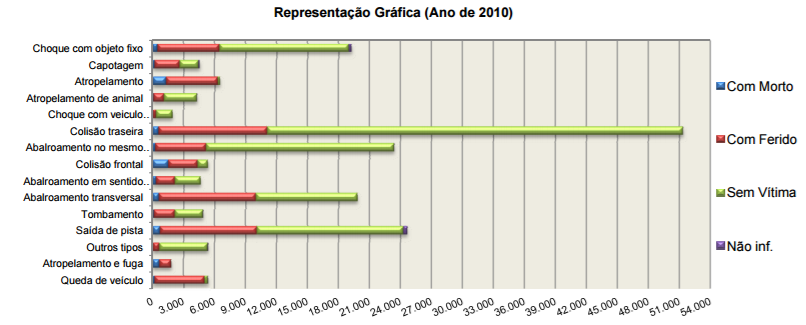 Representação Gráfica (Ano de 2010)
Choque com objeto fixo
Capotagem
Atropelamento
Atropelamento de animal
Choque com veiculo..
Colisão traseira
Abalroamento no mesmo..
Colisão frontal
Abalroamento em sentido..
Abalroamento transversal
Tombamento
Saída de pista
Outros tipos
Atropelamento e fuga
Queda de veículo
0 3.000 6.000 9.000 12.000 15.000 18.000 21.000 24.000 27.000 30.000 33.000 36.000 39.000 42.000 45.000 48.000 51.000 54.000
Com Morto
Com Ferido
Sem Vítima
Não inf.